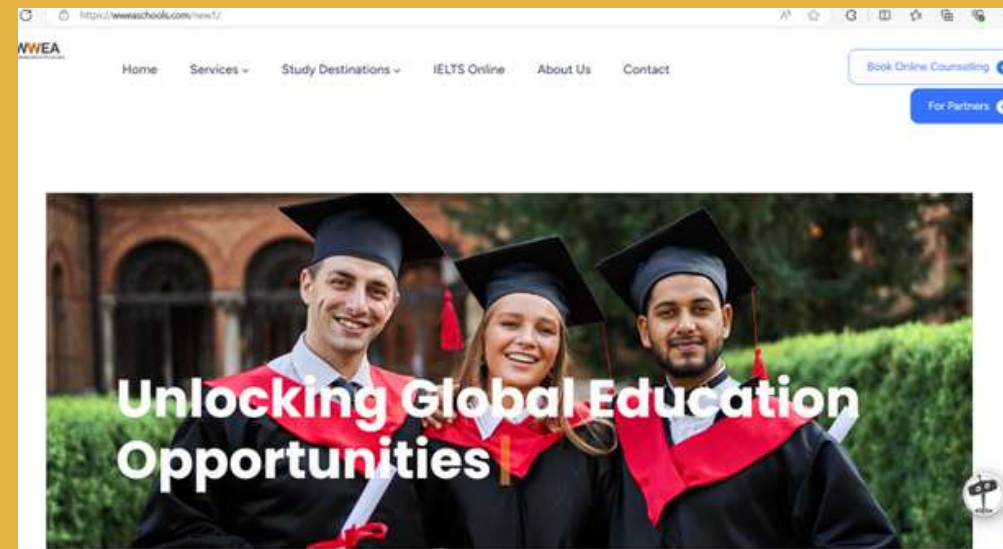 https://wwweaschools.com/new1/
WWEA
Home Services Study Destinations IELTS Online About Us Contact
Book Online Counselling
For Partners
Unlocking Global Education
Opportunities